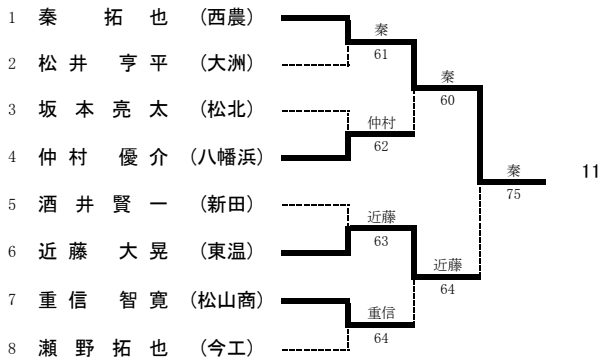 1 秦 拓 也 (西農)
2 松 井 亨 平 (大洲)
3 坂 本 亮 太 (松北)
4 仲 村 優 介 (八幡浜)
5 酒 井 賢 一 (新田)
6 近 藤 大 晃 (東温)
7 重 信 智 寛 (松山商)
8 瀬 野 拓 也 (今工)
秦
61
仲村
62
近藤
63
重信
64
秦
60
近藤
64
秦
75
11